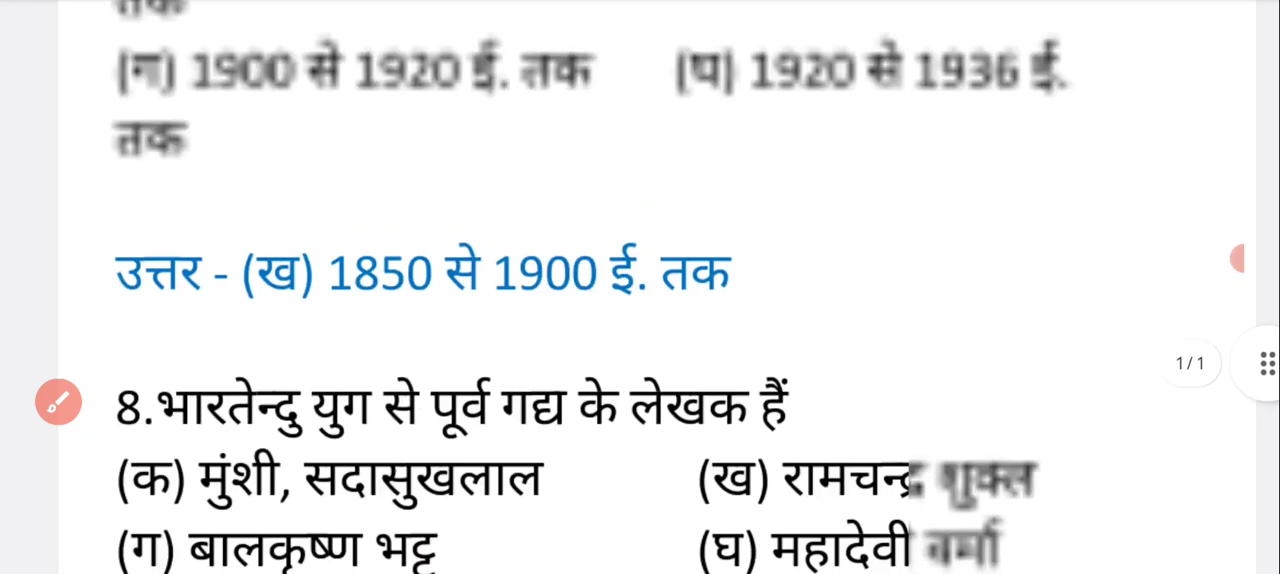 तक
(ग) 1900 से 1920 ई. तक (घ) 1920 से 1936 ई.
तक
उत्तर - (ख) 1850 से 1900 ई. तक
1/1
8.भारतेन्दु युग से पूर्व गद्य के लेखक हैं
(क) मुंशी, सदासुखलाल (ख) रामचन्द्र शुक्ल
(ग) बालकृष्ण भट्ट (घ) महादेवी वर्मा